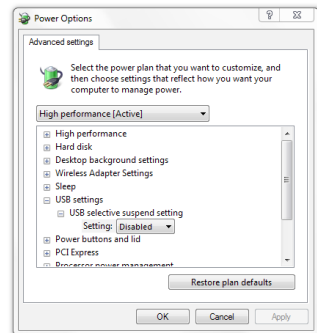 Power Options
Advanced settings
Select the power plan that you want to customize, and
then choose settings that reflect how you want your
computer to manage power.
High performance [Active]
High performance
Hard disk
Desktop background settings
Wireless Adapter Settings
Sleep
USB settings
USB selective suspend setting
Setting: Disabled
Power buttons and lid
PCI Express
Processor power management
Restore plan defaults
OK Cancel Apply